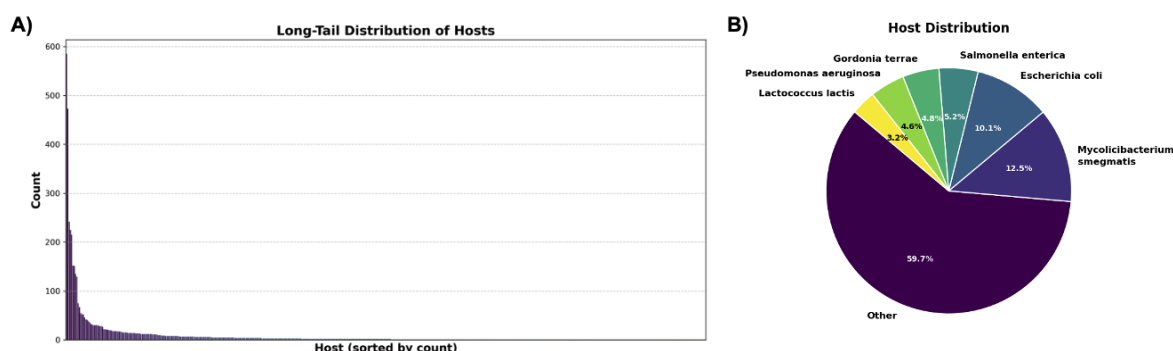 A)
Long-Tail Distribution of Hosts
600
500
400
300
200
100
0
Count
Host (sorted by count)
B)
Host Distribution
Salmonella enterica
Gordonia terrae
Escherichia coli
Pseudomonas aeruginosa
Lactococcus lactis
Mycolicibacterium
smegmatis
Other
3.2%
4.6%
4.8%
5.2%
10.1%
12.5%
59.7%